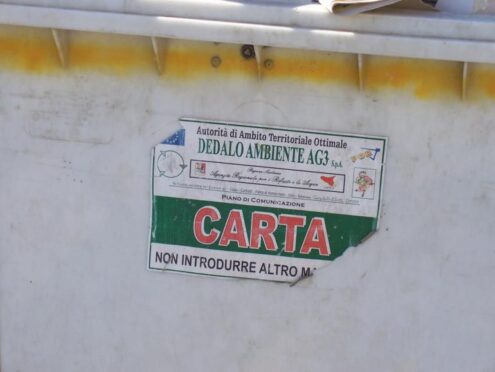 Autorità di Ambito Territoriale Ottimale
DEDALO AMBIENTE AG3 S.p.A.
Regione Siciliana
Agenzia Regionale per i Rifiuti e le Acque
PIANO DI COMUNICAZIONE
CARTA
NON INTRODURRE ALTRO MA